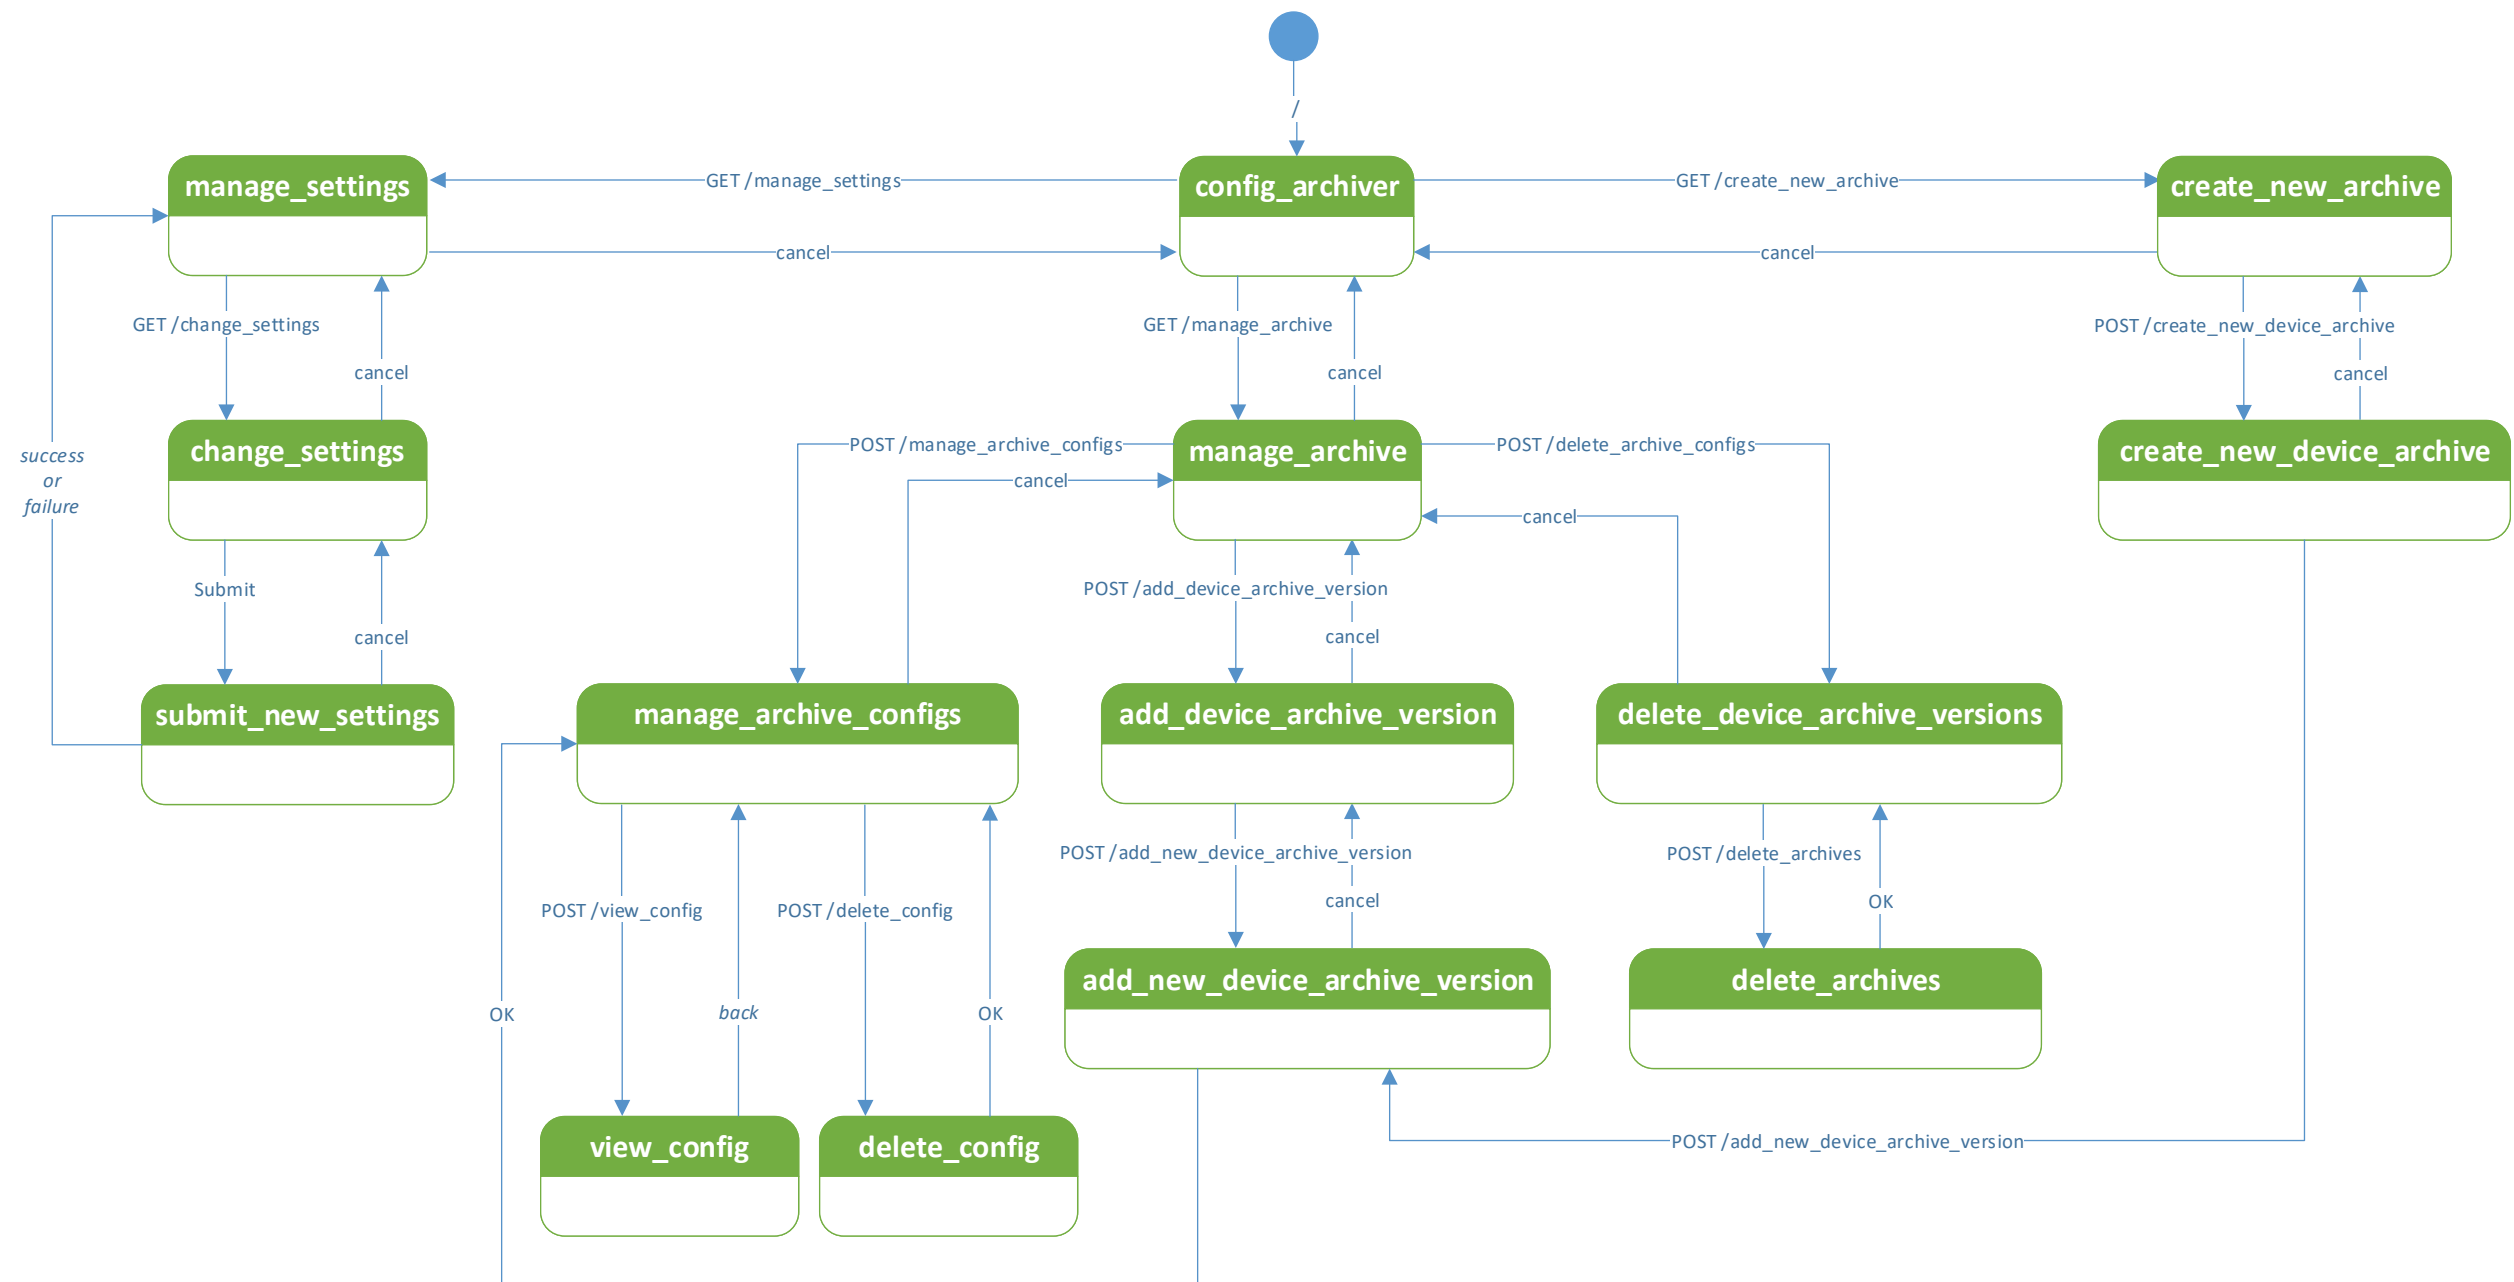 /
manage_settings
GET /manage_settings
config_archiver
GET /create_new_archive
create_new_archive
cancel
cancel
GET /change_settings
cancel
GET /manage_archive
cancel
POST /create_new_device_archive
cancel
success
or
failure
change_settings
POST /manage_archive_configs
cancel
manage_archive
POST /delete_archive_configs
cancel
create_new_device_archive
Submit
cancel
POST /add_device_archive_version
cancel
submit_new_settings
manage_archive_configs
add_device_archive_version
delete_device_archive_versions
POST /view_config
POST /delete_config
POST /add_new_device_archive_version
cancel
POST /delete_archives
OK
OK
back
OK
add_new_device_archive_version
delete_archives
view_config
delete_config
POST /add_new_device_archive_version